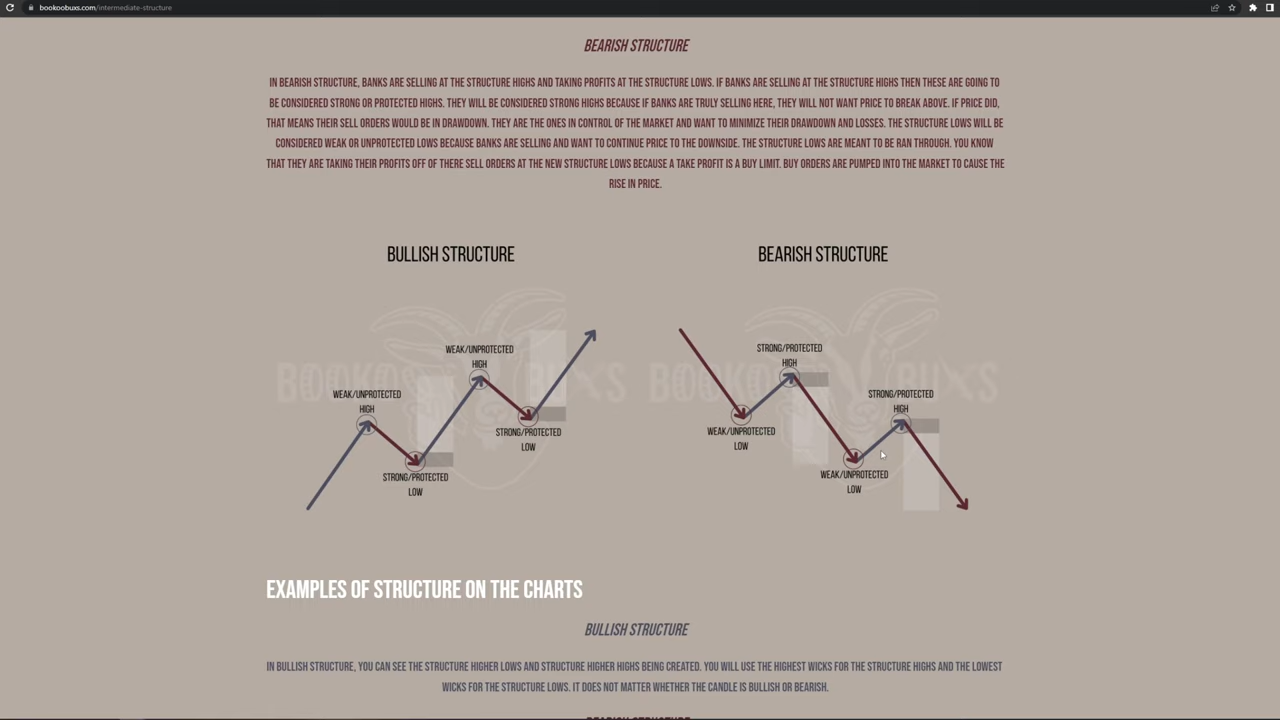 bookoobuxs.com/intermediate-structure
BEARISH STRUCTURE
IN BEARISH STRUCTURE, BANKS ARE SELLING AT THE STRUCTURE HIGHS AND TAKING PROFITS AT THE STRUCTURE LOWS. IF BANKS ARE SELLING AT THE STRUCTURE HIGHS THEN THESE ARE GOING TO
BE CONSIDERED STRONG OR PROTECTED HIGHS. THEY WILL BE CONSIDERED STRONG HIGHS BECAUSE IF BANKS ARE TRULY SELLING HERE, THEY WILL NOT WANT PRICE TO BREAK ABOVE. IF PRICE DID,
THAT MEANS THEIR SELL ORDERS WOULD BE IN DRAWDOWN. THEY ARE THE ONES IN CONTROL OF THE MARKET AND WANT TO MINIMIZE THEIR DRAWDOWN AND LOSSES. THE STRUCTURE LOWS WILL BE
CONSIDERED WEAK OR UNPROTECTED LOWS BECAUSE BANKS ARE SELLING AND WANT TO CONTINUE PRICE TO THE DOWNSIDE. THE STRUCTURE LOWS ARE MEANT TO BE RAN THROUGH. YOU KNOW
THAT THEY ARE TAKING THEIR PROFITS OFF OF THERE SELL ORDERS AT THE NEW STRUCTURE LOWS BECAUSE A TAKE PROFIT IS A BUY LIMIT. BUY ORDERS ARE PUMPED INTO THE MARKET TO CAUSE THE
RISE IN PRICE.
BULLISH STRUCTURE
BEARISH STRUCTURE
WEAK/UNPROTECTED
HIGH
STRONG/PROTECTED
LOW
WEAK/UNPROTECTED
HIGH
STRONG/PROTECTED
LOW
BOOKOOBUXS
WEAK/UNPROTECTED
LOW
STRONG/PROTECTED
HIGH
WEAK/UNPROTECTED
LOW
STRONG/PROTECTED
HIGH
BOOKOOBUXS
EXAMPLES OF STRUCTURE ON THE CHARTS
BULLISH STRUCTURE
IN BULLISH STRUCTURE, YOU CAN SEE THE STRUCTURE HIGHER LOWS AND STRUCTURE HIGHER HIGHS BEING CREATED. YOU WILL USE THE HIGHEST WICKS FOR THE STRUCTURE HIGHS AND THE LOWEST
WICKS FOR THE STRUCTURE LOWS. IT DOES NOT MATTER WHETHER THE CANDLE IS BULLISH OR BEARISH.
BEARISH STRUCTURE